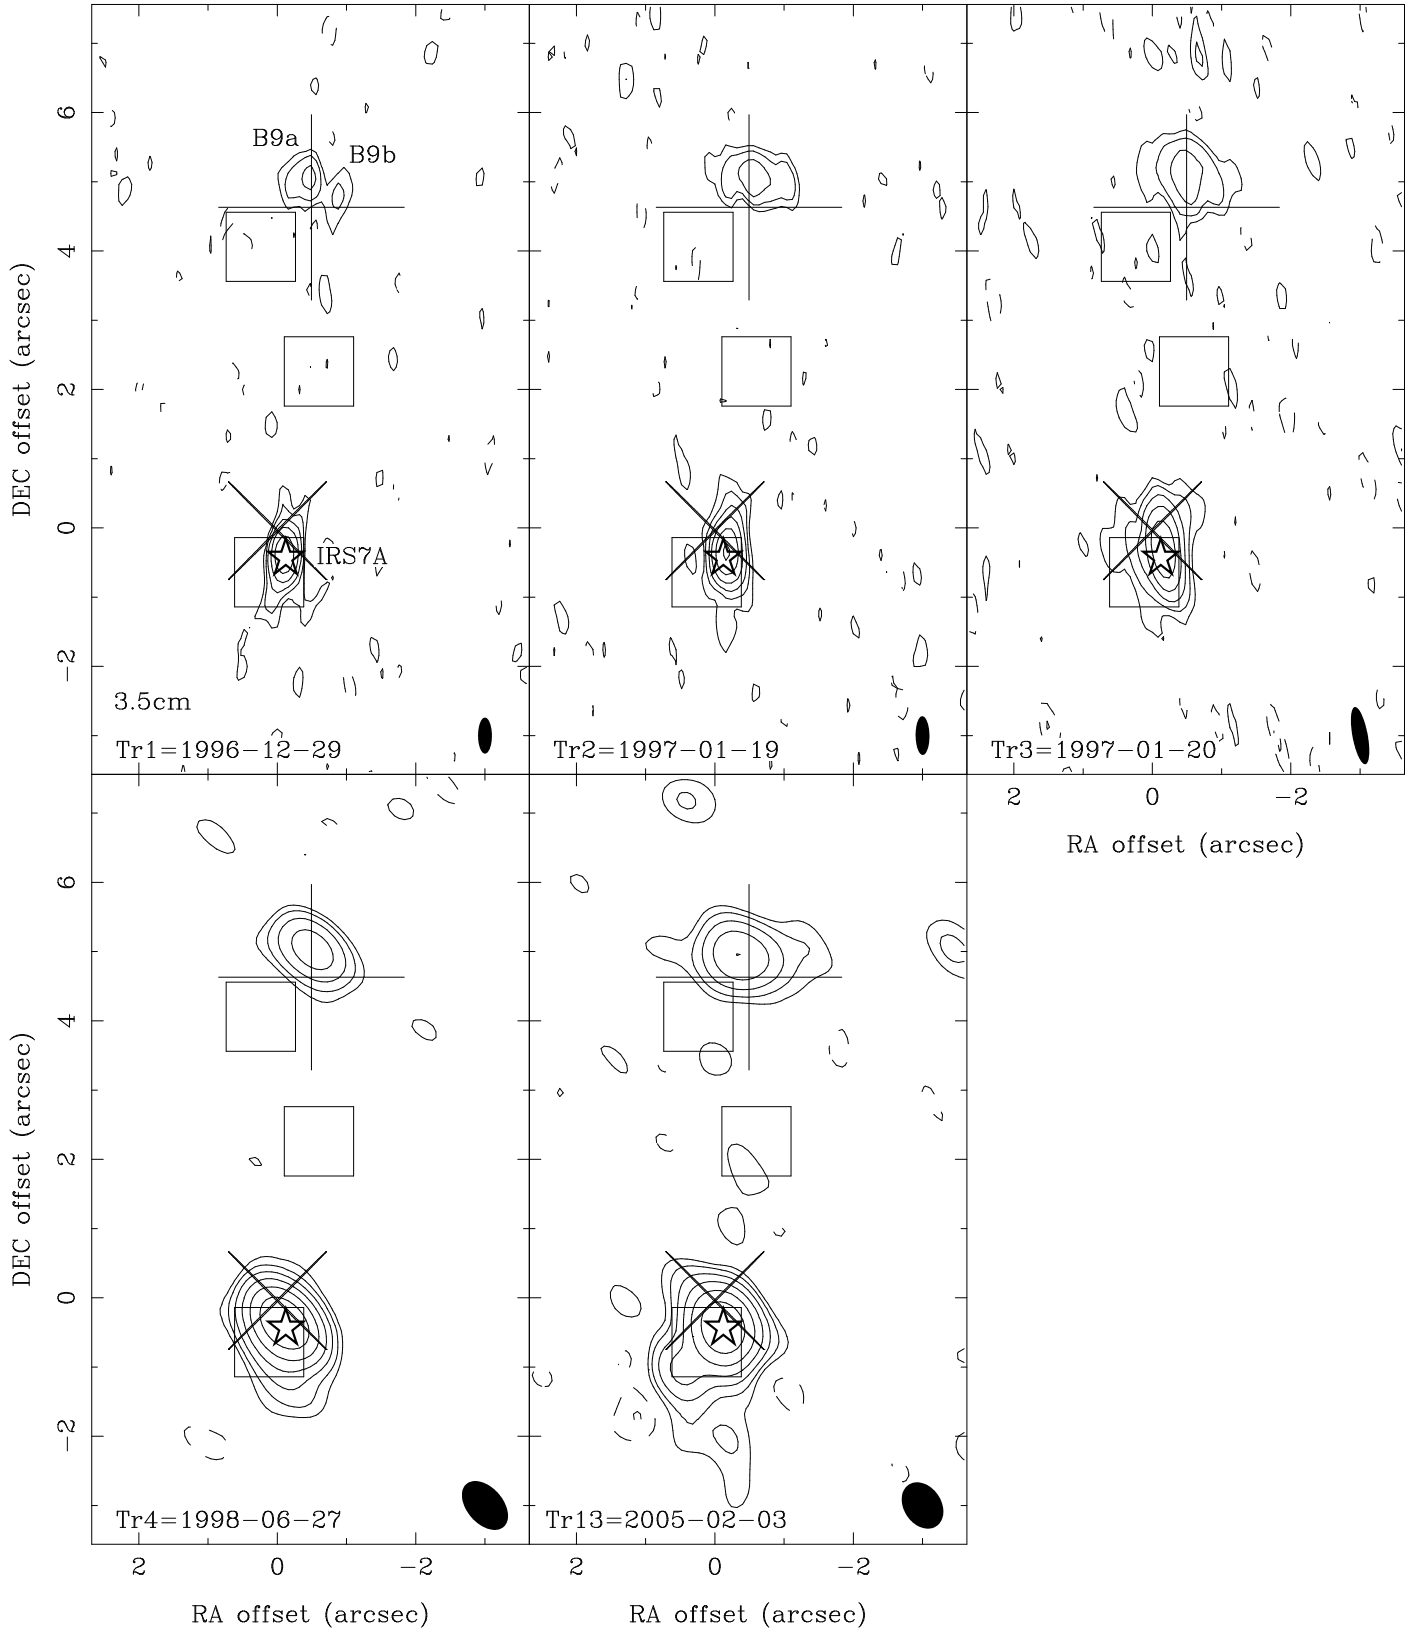 6
B9a
B9b
4
DEC offset (arcsec)
2
0
IRS7A
−2
3.5cm
Tr1=1996−12−29
Tr2=1997−01−19
Tr3=1997−01−20
2
0
−2
RA offset (arcsec)
6
4
DEC offset (arcsec)
2
0
−2
Tr4=1998−06−27
Tr13=2005−02−03
2
0
−2
2
0
−2
RA offset (arcsec)
RA offset (arcsec)